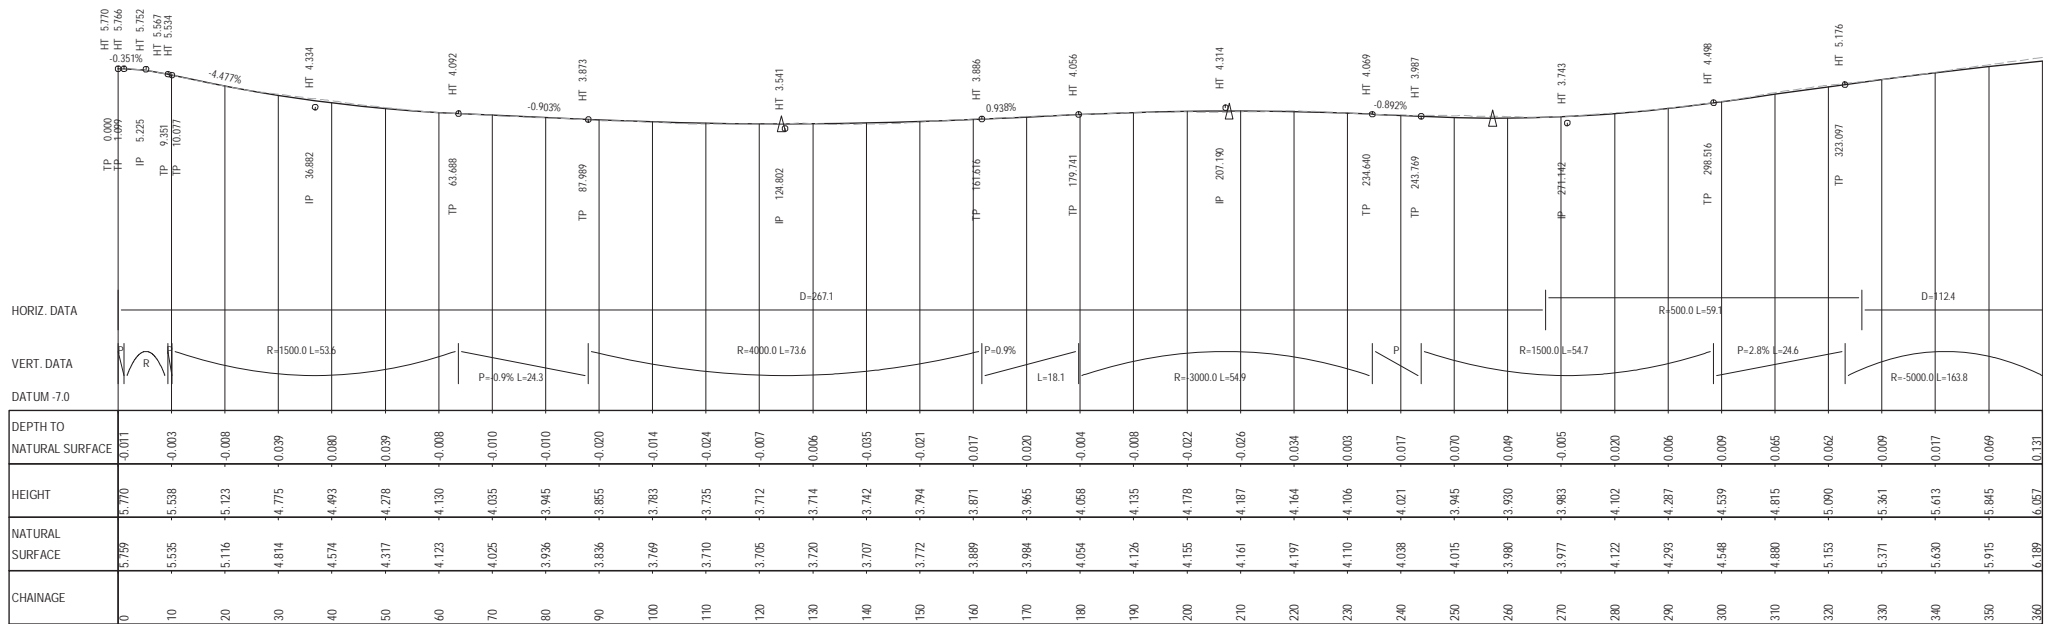 HT 5.770
HT 5.766
HT 5.752
HT 5.567
HT 5.534
HT 4.334
HT 4.092
HT 3.873
HT 3.541
HT 3.886
HT 4.056
HT 4.314
HT 4.069
HT 3.987
HT 3.743
HT 4.498
HT 5.176
-0.351%
-4.477%
-0.903%
0.938%
-0.892%
TP 0.000
TP 1.099
IP 5.225
TP 9.351
TP 10.077
IP 36.882
TP 63.688
TP 87.989
IP 124.802
TP 161.616
TP 179.741
IP 207.190
TP 234.640
TP 243.769
IP 271.142
TP 298.516
TP 323.097
HORIZ. DATA
D=267.1
R=500.0 L=59.1
D=112.4
VERT. DATA
P
R
P
R=1500.0 L=53.6
P=-0.9% L=24.3
R=4000.0 L=73.6
P=0.9%
L=18.1
R=-3000.0 L=54.9
P
R=1500.0 L=54.7
P=2.8% L=24.6
R=-5000.0 L=163.8
DATUM -7.0
DEPTH TO
NATURAL SURFACE
-0.011 -0.003 -0.008 0.039 0.080 0.039 -0.008 -0.010 -0.010 -0.020 -0.014 -0.024 -0.007 0.006 -0.035 -0.021 0.017 0.020 -0.004 -0.008 -0.022 -0.026 0.034 0.003 0.017 0.070 0.049 -0.005 0.020 0.006 0.009 0.065 0.062 0.009 0.017 0.069 0.131
HEIGHT
5.770 5.538 5.123 4.775 4.493 4.278 4.130 4.035 3.945 3.855 3.783 3.735 3.712 3.714 3.742 3.794 3.871 3.965 4.058 4.135 4.178 4.187 4.164 4.106 4.021 3.945 3.930 3.983 4.102 4.287 4.539 4.815 5.090 5.361 5.613 5.845 6.057
NATURAL
SURFACE
5.759 5.535 5.116 4.814 4.574 4.317 4.123 4.025 3.936 3.836 3.769 3.710 3.705 3.720 3.707 3.772 3.889 3.984 4.054 4.126 4.155 4.161 4.197 4.110 4.038 4.015 3.980 3.977 4.122 4.293 4.548 4.880 5.153 5.371 5.630 5.915 6.189
CHAINAGE
0 10 20 30 40 50 60 70 80 90 100 110 120 130 140 150 160 170 180 190 200 210 220 230 240 250 260 270 280 290 300 310 320 330 340 350 360